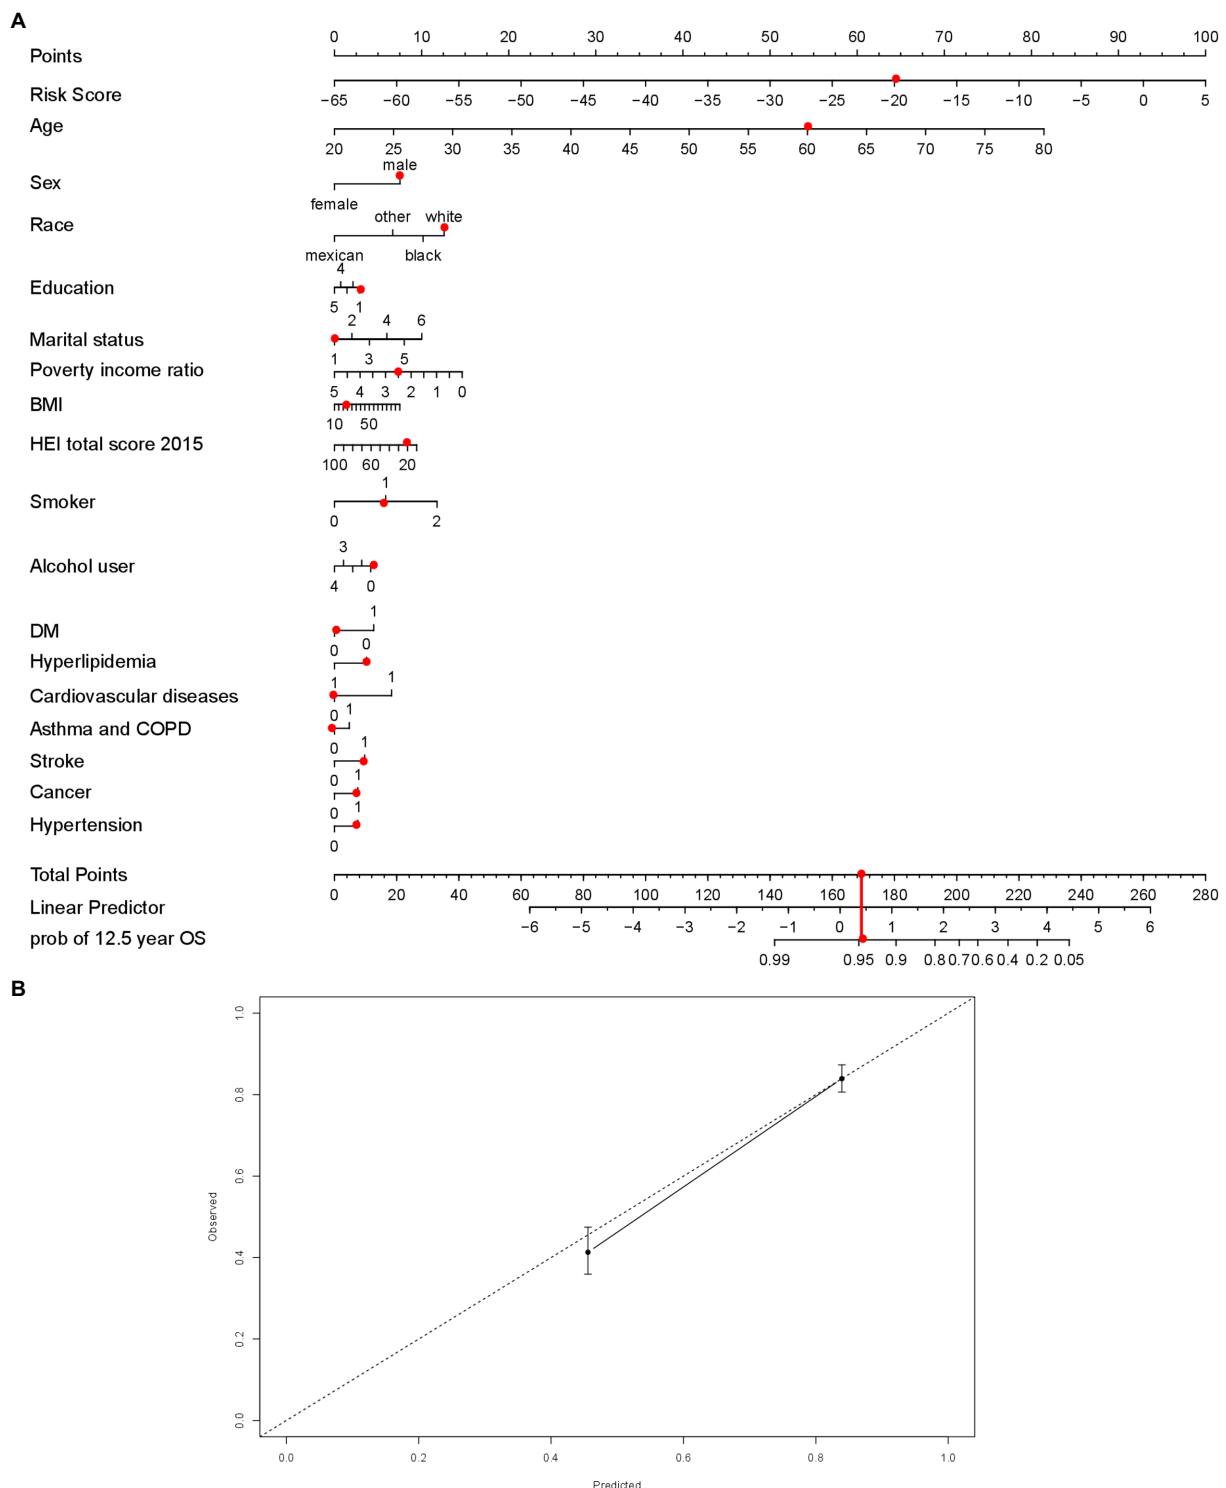 A
0 10 20 30 40 50 60 70 80 90 100
Points
Risk Score
−65 −60 −55 −50 −45 −40 −35 −30 −25 −20 −15 −10 −5 0 5
Age
20 25 30 35 40 45 50 55 60 65 70 75 80
male
Sex
female
other white
Race
mexican black
4
Education
5 1
2 4 6
Marital status
1 3 5
Poverty income ratio
5 4 3 2 1 0
BMI
10 50
HEI total score 2015
100 60 20
1
Smoker
0 2
3
Alcohol user
4 0
1
DM
0
0
Hyperlipidemia
1
1
Cardiovascular diseases
0
1
Asthma and COPD
0
1
Stroke
0
1
Cancer
0
1
Hypertension
0
Total Points
0 20 40 60 80 100 120 140 160 180 200 220 240 260 280
Linear Predictor
−6 −5 −4 −3 −2 −1 0 1 2 3 4 5 6
prob of 12.5 year OS
0.99 0.95 0.9 0.8 0.7 0.6 0.4 0.2 0.05
B
1.0
0.8
0.6
Observed
0.4
0.2
0.0
0.0 0.2 0.4 0.6 0.8 1.0
Predicted